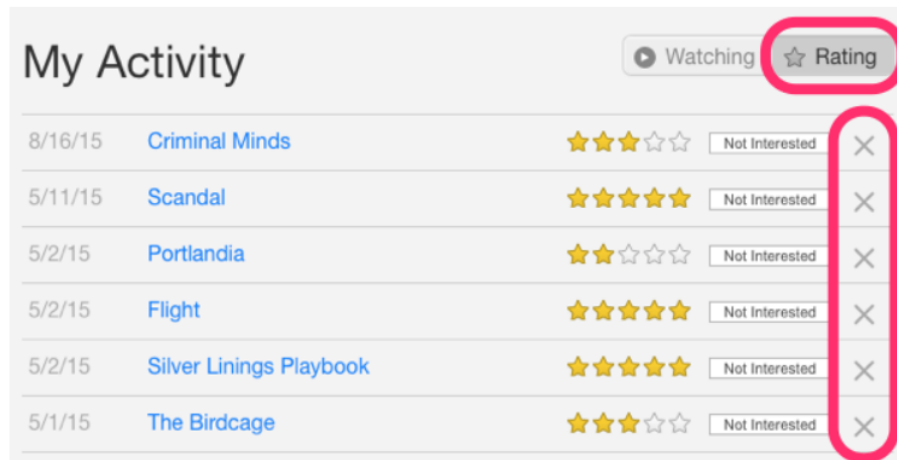 My Activity Watching Rating
8/16/15 Criminal Minds Not Interested
5/11/15 Scandal Not Interested
5/2/15 Portlandia Not Interested
5/2/15 Flight Not Interested
5/2/15 Silver Linings Playbook Not Interested
5/1/15 The Birdcage Not Interested